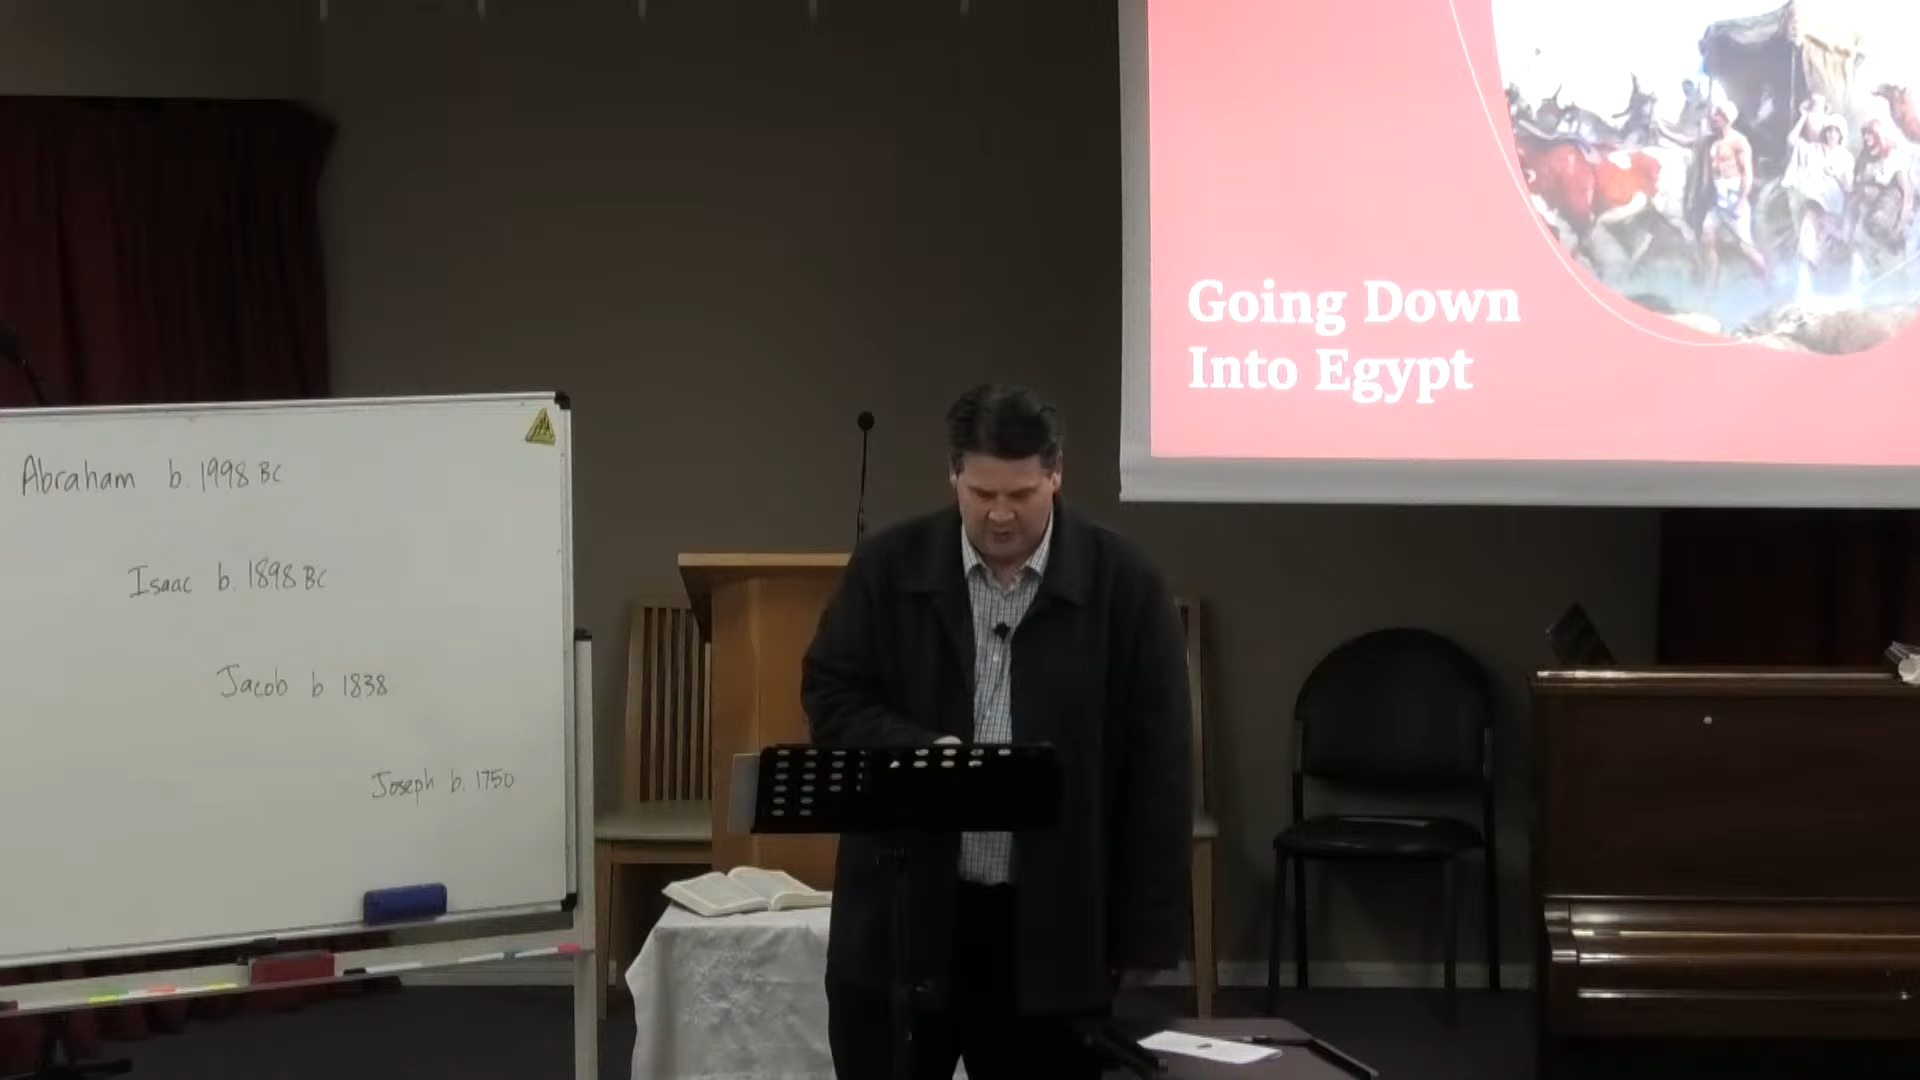 Abraham b. 1998 BC
Isaac b. 1898 BC
Jacob b 1838
Joseph b. 1750
Going Down
Into Egypt